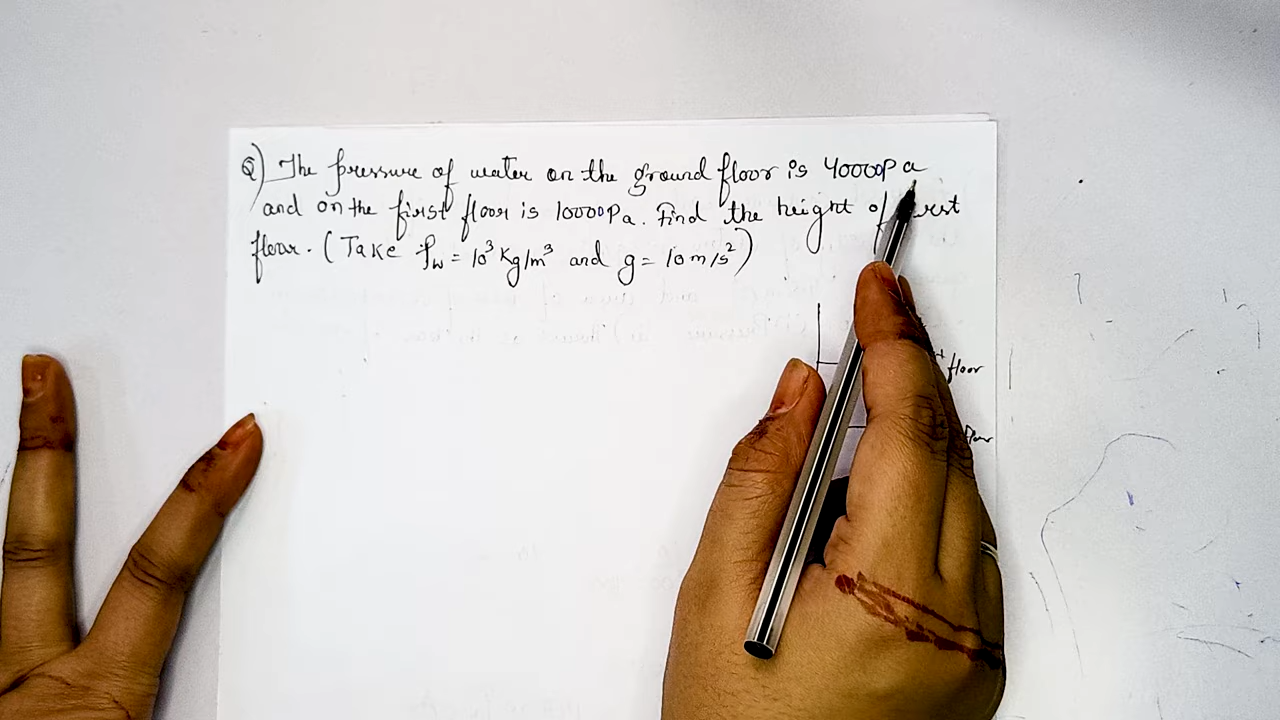 Q) The pressure of water on the ground floor is 40000Pa
and on the first floor is 10000Pa. Find the height of
floor. (Take ρw = 10³ Kg/m³ and g = 10 m/s²)
floor